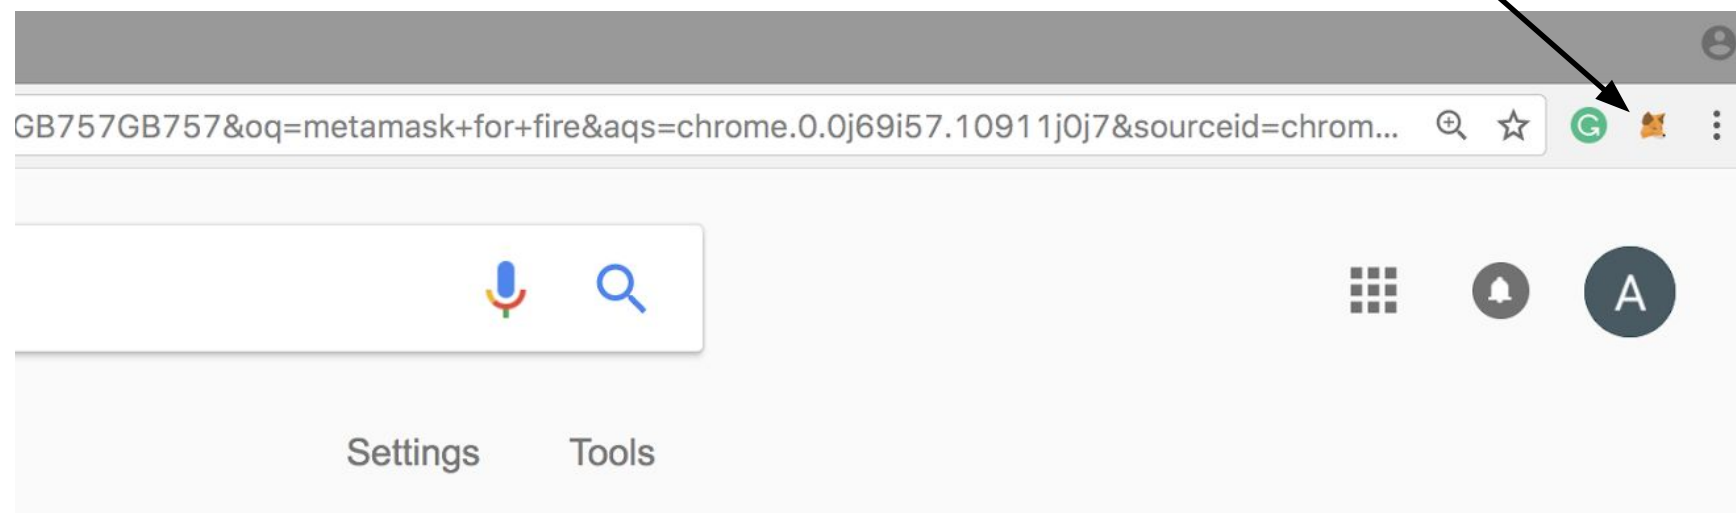 GB757GB757&oq=metamask+for+fire&aqs=chrome.0.0j69i57.10911j0j7&sourceid=chrom...
G
A
Settings Tools